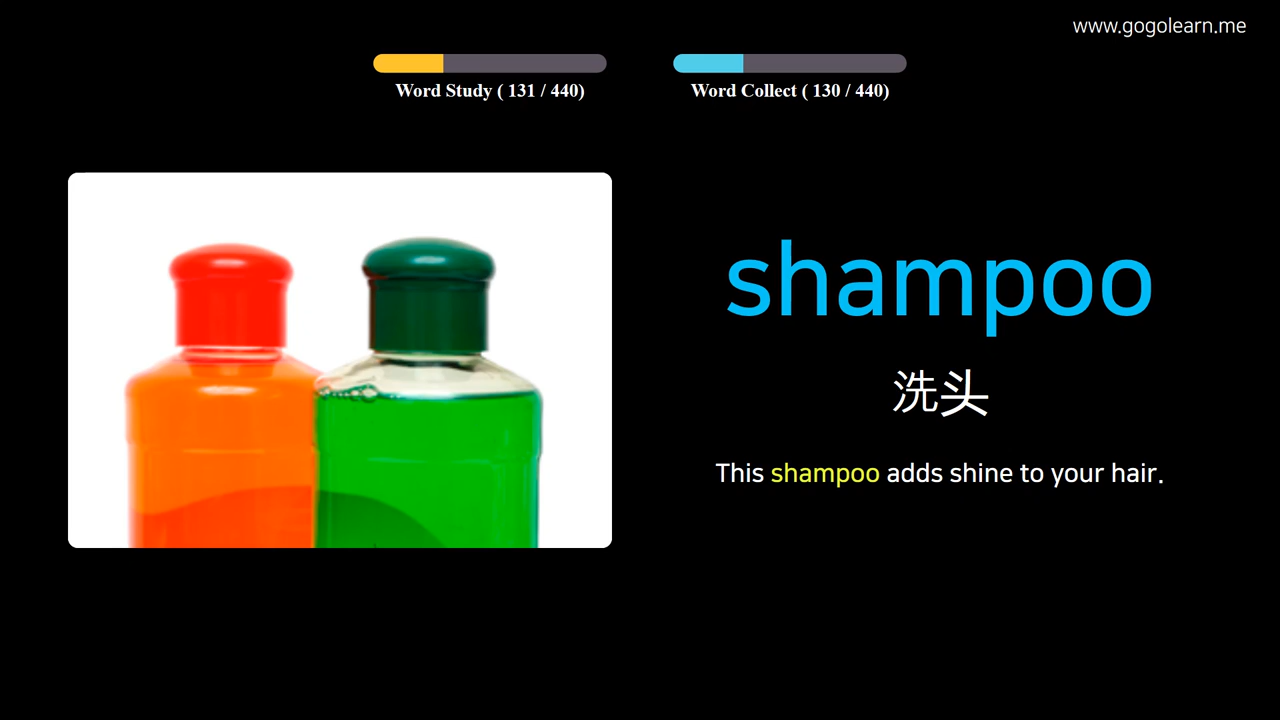 www.gogolearn.me
Word Study ( 131 / 440)
Word Collect ( 130 / 440)
shampoo
洗头
This shampoo adds shine to your hair.